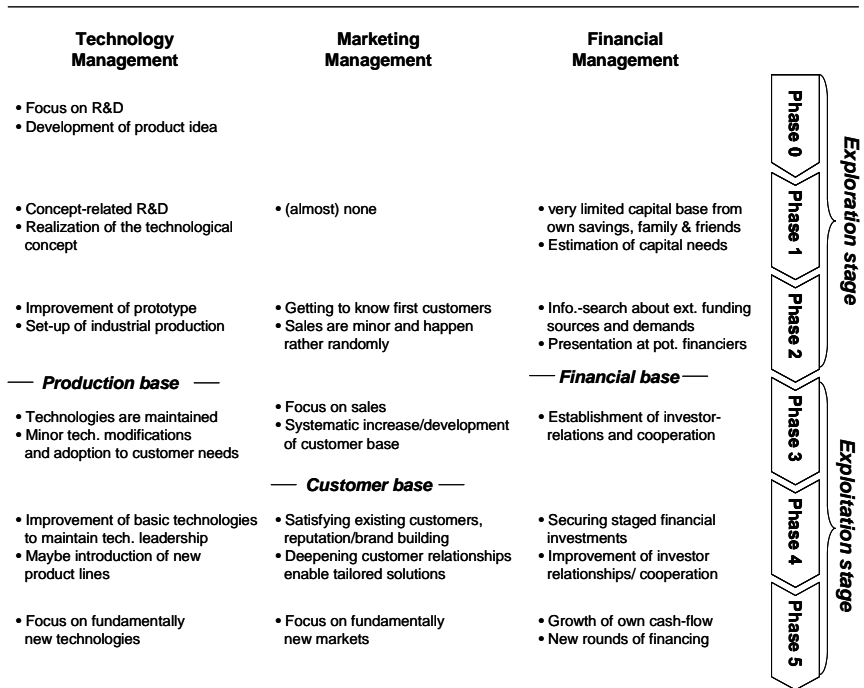 Technology
Management
Marketing
Management
Financial
Management
• Focus on R&D
• Development of product idea
Phase 0
• Concept-related R&D
• Realization of the technological
concept
• (almost) none
• very limited capital base from
own savings, family & friends
• Estimation of capital needs
Phase 1
• Improvement of prototype
• Set-up of industrial production
• Getting to know first customers
• Sales are minor and happen
rather randomly
• Info.-search about ext. funding
sources and demands
• Presentation at pot. financiers
Phase 2
Exploration stage
Production base
Financial base
• Technologies are maintained
• Minor tech. modifications
and adoption to customer needs
• Focus on sales
• Systematic increase/development
of customer base
• Establishment of investor-
relations and cooperation
Phase 3
Customer base
• Improvement of basic technologies
to maintain tech. leadership
• Maybe introduction of new
product lines
• Satisfying existing customers,
reputation/brand building
• Deepening customer relationships
enable tailored solutions
• Securing staged financial
investments
• Improvement of investor
relationships/ cooperation
Phase 4
• Focus on fundamentally
new technologies
• Focus on fundamentally
new markets
• Growth of own cash-flow
• New rounds of financing
Phase 5
Exploitation stage